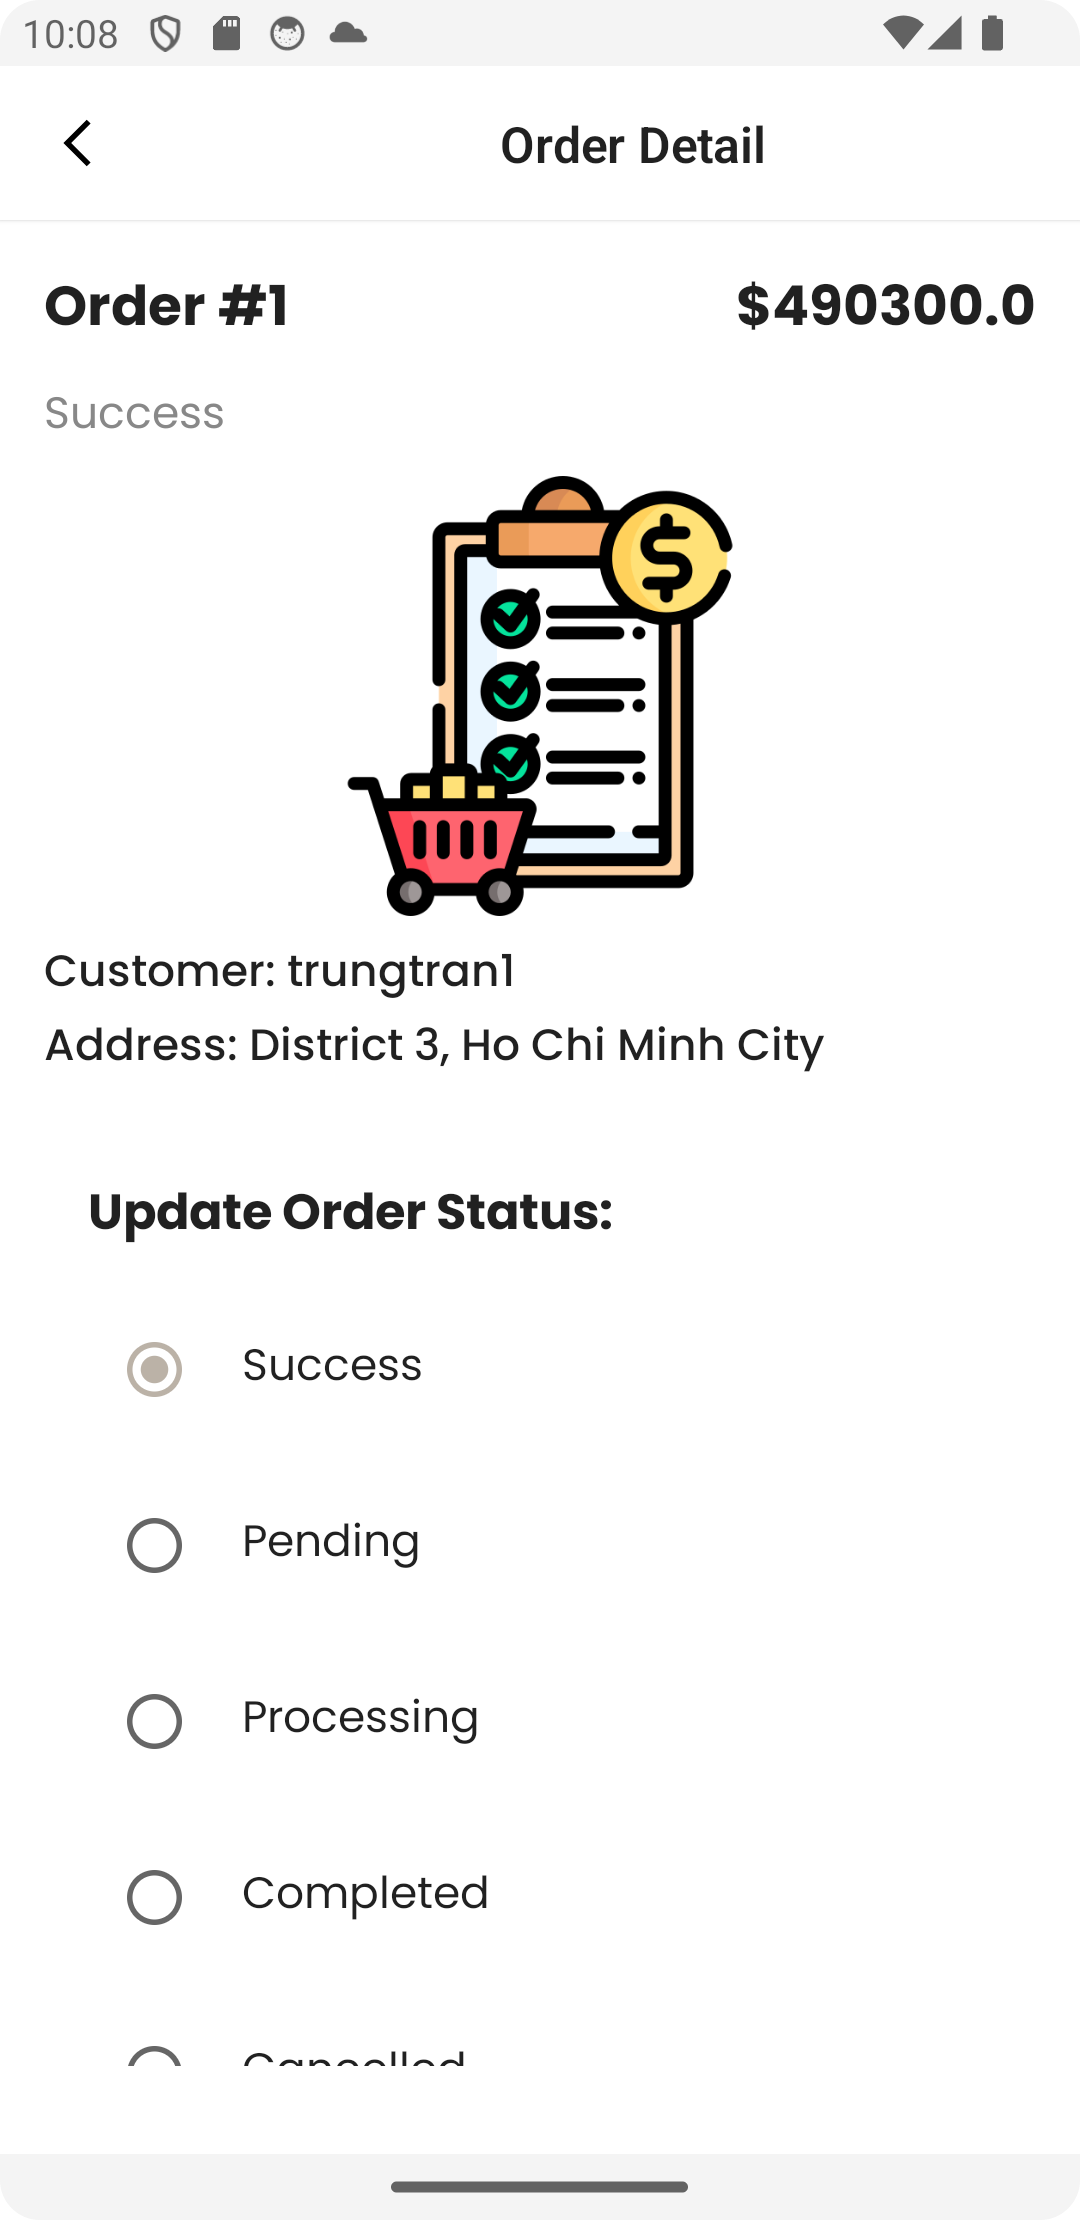 10:08
Order Detail
Order #1 $490300.0
Success
$
Customer: trungtran1
Address: District 3, Ho Chi Minh City
Update Order Status:
Success
Pending
Processing
Completed
Cancelled